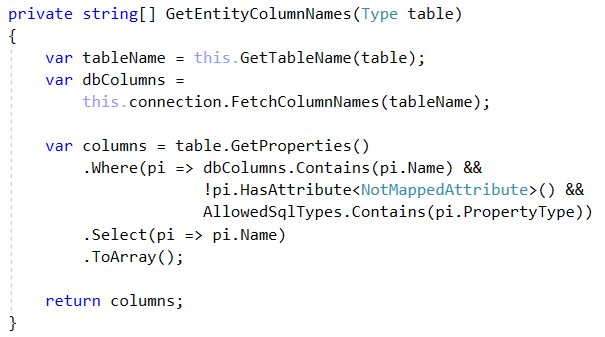 private string[] GetEntityColumnNames(Type table)
{
    var tableName = this.GetTableName(table);
    var dbColumns =
        this.connection.FetchColumnNames(tableName);

    var columns = table.GetProperties()
        .Where(pi => dbColumns.Contains(pi.Name) &&
                     !pi.HasAttribute<NotMappedAttribute>() &&
                     AllowedSqlTypes.Contains(pi.PropertyType))
        .Select(pi => pi.Name)
        .ToArray();

    return columns;
}